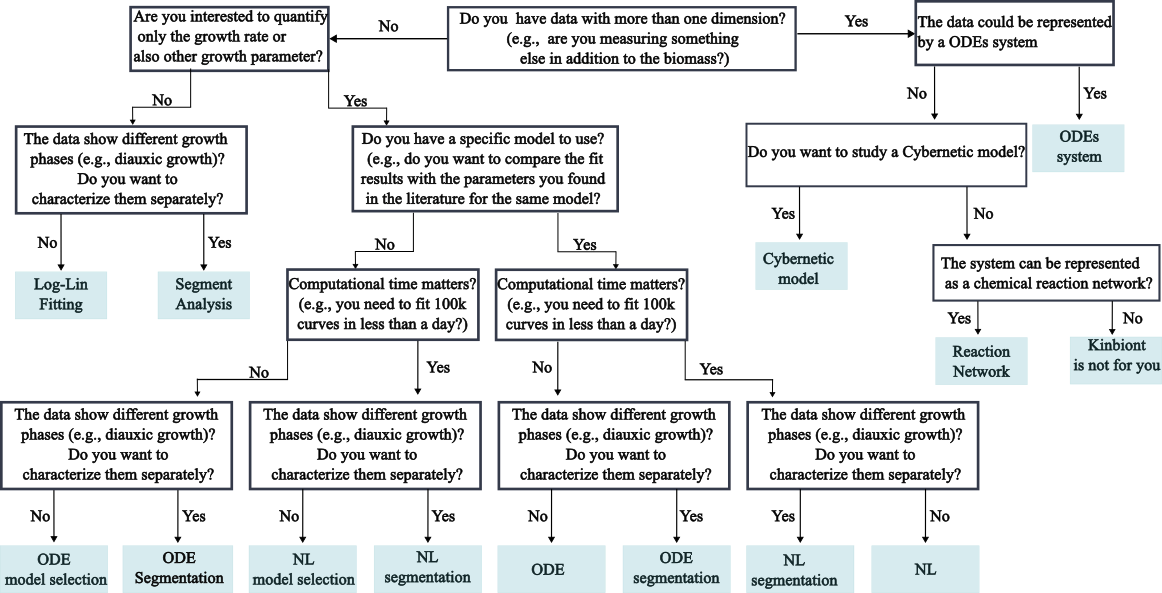 Are you interested to quantify
only the growth rate or
also other growth parameter?
No
Do you have data with more than one dimension?
(e.g., are you measuring something
else in addition to the biomass?)
Yes
The data could be represented
by a ODEs system
No
Yes
No
Yes
The data show different growth
phases (e.g., diauxic growth)?
Do you want to
characterize them separately?
Do you have a specific model to use?
(e.g., do you want to compare the fit
results with the parameters you found
in the literature for the same model?
Do you want to study a Cybernetic model?
ODEs
system
No
Yes
No
Yes
Yes
No
Log-Lin
Fitting
Segment
Analysis
Computational time matters?
(e.g., you need to fit 100k
curves in less than a day?)
Computational time matters?
(e.g., you need to fit 100k
curves in less than a day?)
Cybernetic
model
The system can be represented
as a chemical reaction network?
Yes
No
Reaction
Network
Kinbiont
is not for you
No
Yes
No
Yes
The data show different growth
phases (e.g., diauxic growth)?
Do you want to
characterize them separately?
The data show different growth
phases (e.g., diauxic growth)?
Do you want to
characterize them separately?
The data show different growth
phases (e.g., diauxic growth)?
Do you want to
characterize them separately?
The data show different growth
phases (e.g., diauxic growth)?
Do you want to
characterize them separately?
No
Yes
No
Yes
No
Yes
Yes
No
ODE
model selection
ODE
Segmentation
NL
model selection
NL
segmentation
ODE
ODE
segmentation
NL
segmentation
NL